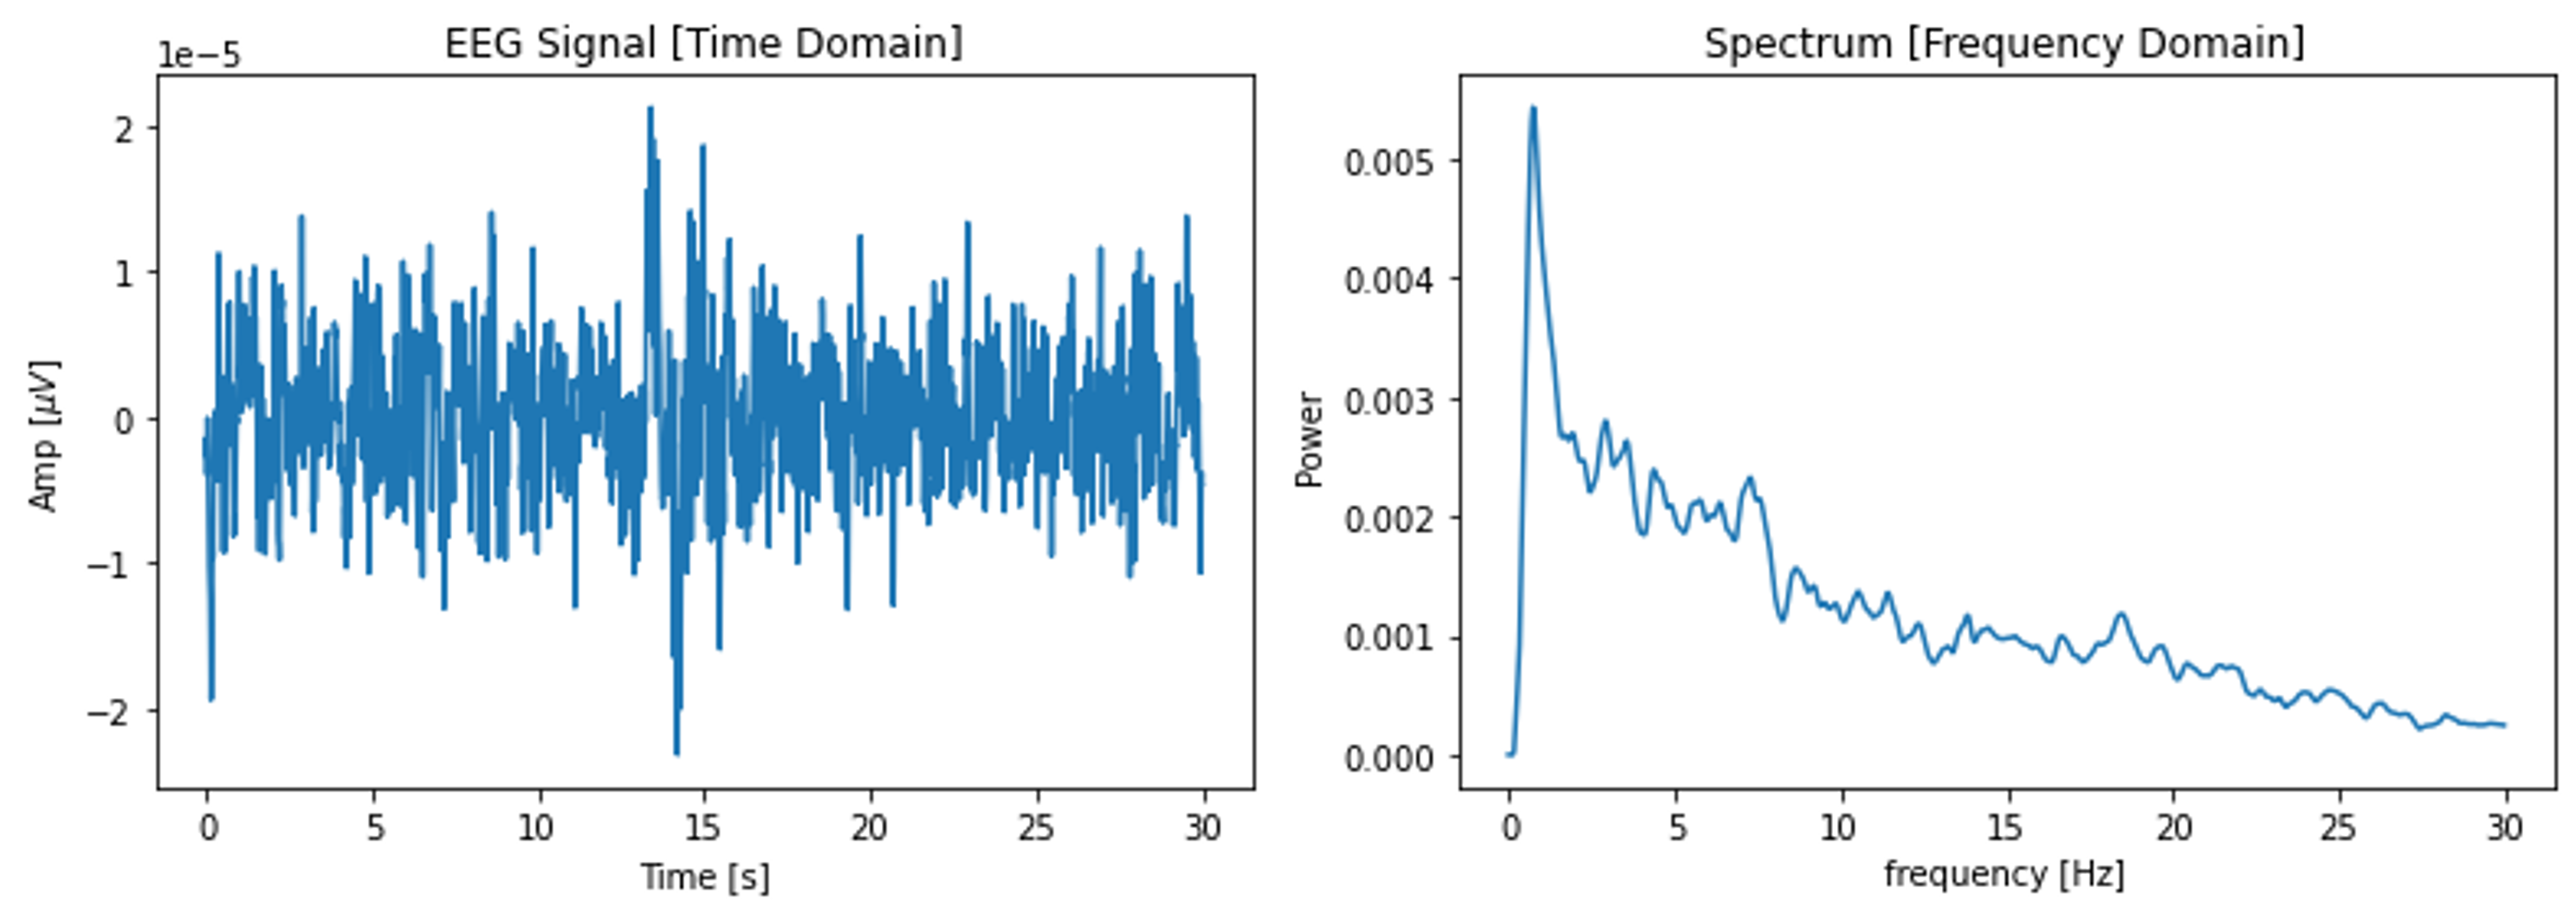 EEG Signal [Time Domain]
1e−5
2
1
0
−1
−2
Amp [μV]
0 5 10 15 20 25 30
Time [s]
Spectrum [Frequency Domain]
0.005
0.004
0.003
0.002
0.001
0.000
Power
0 5 10 15 20 25 30
frequency [Hz]